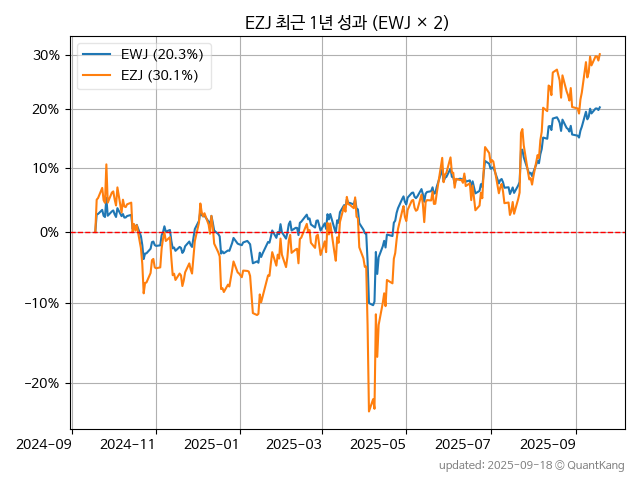 EZJ 최근 1년 성과 (EWJ × 2)
EWJ (20.3%)
EZJ (30.1%)
30%
20%
10%
0%
−10%
−20%
2024-09 2024-11 2025-01 2025-03 2025-05 2025-07 2025-09
updated: 2025-09-18 © QuantKang